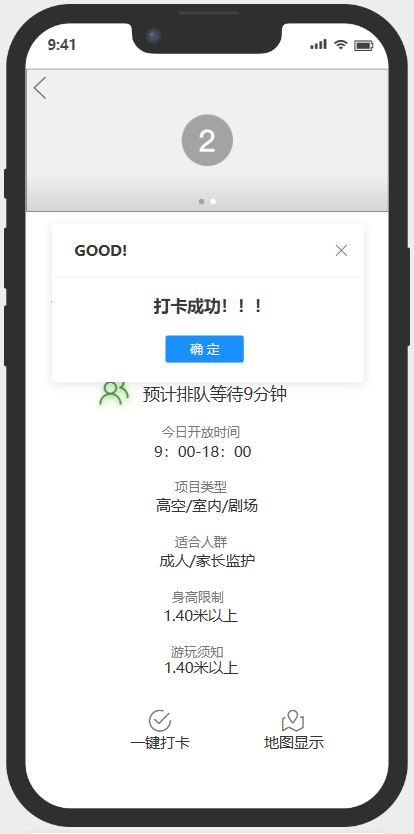 9:41
2
GOOD!
打卡成功！！！
确 定
预计排队等待9分钟
今日开放时间
9：00-18：00
项目类型
高空/室内/剧场
适合人群
成人/家长监护
身高限制
1.40米以上
游玩须知
1.40米以上
一键打卡
地图显示